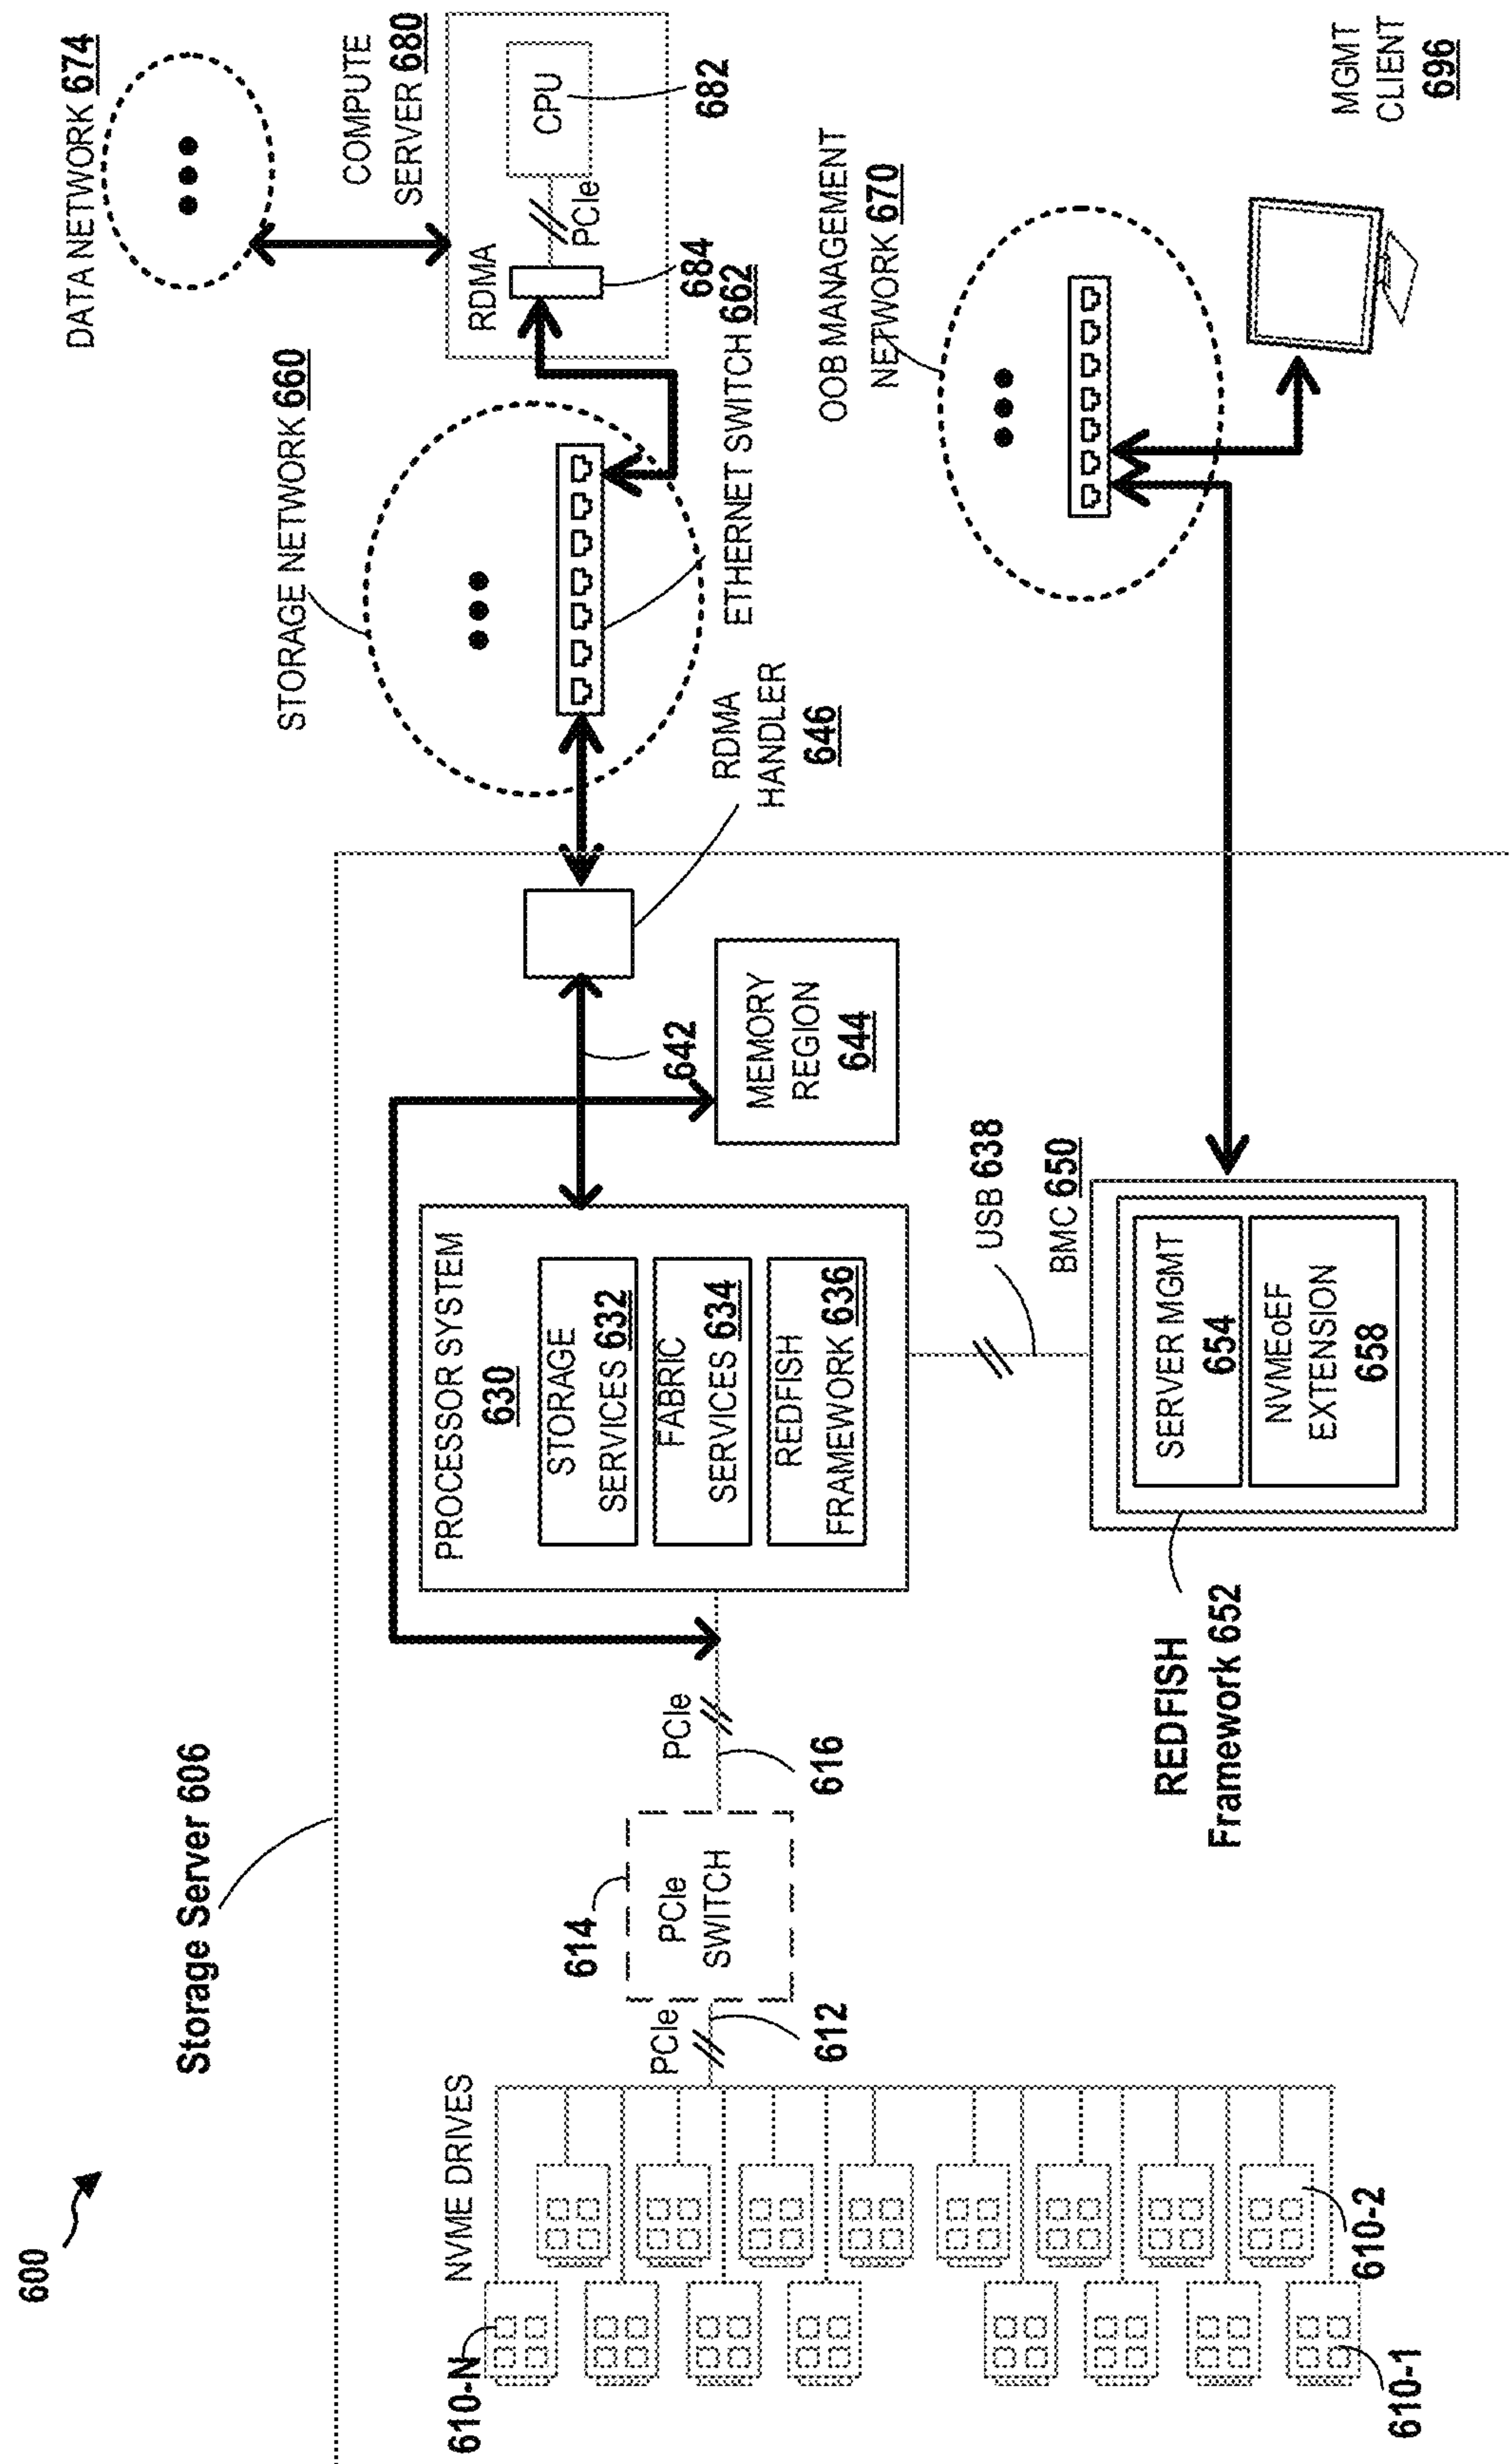 600
Storage Server 606
NVME DRIVES
610-N
610-1
610-2
PCIe
612
614
PCIe
SWITCH
PCIe
616
PROCESSOR SYSTEM
630
STORAGE
SERVICES 632
FABRIC
SERVICES 634
REDFISH
FRAMEWORK 636
642
MEMORY
REGION
644
RDMA
HANDLER
646
USB 638
BMC 650
SERVER MGMT
654
NVMEoEF
EXTENSION
658
REDFISH
Framework 652
STORAGE NETWORK 660
ETHERNET SWITCH 662
DATA NETWORK 674
COMPUTE
SERVER 680
RDMA
684
PCIe
CPU
682
OOB MANAGEMENT
NETWORK 670
MGMT
CLIENT
696